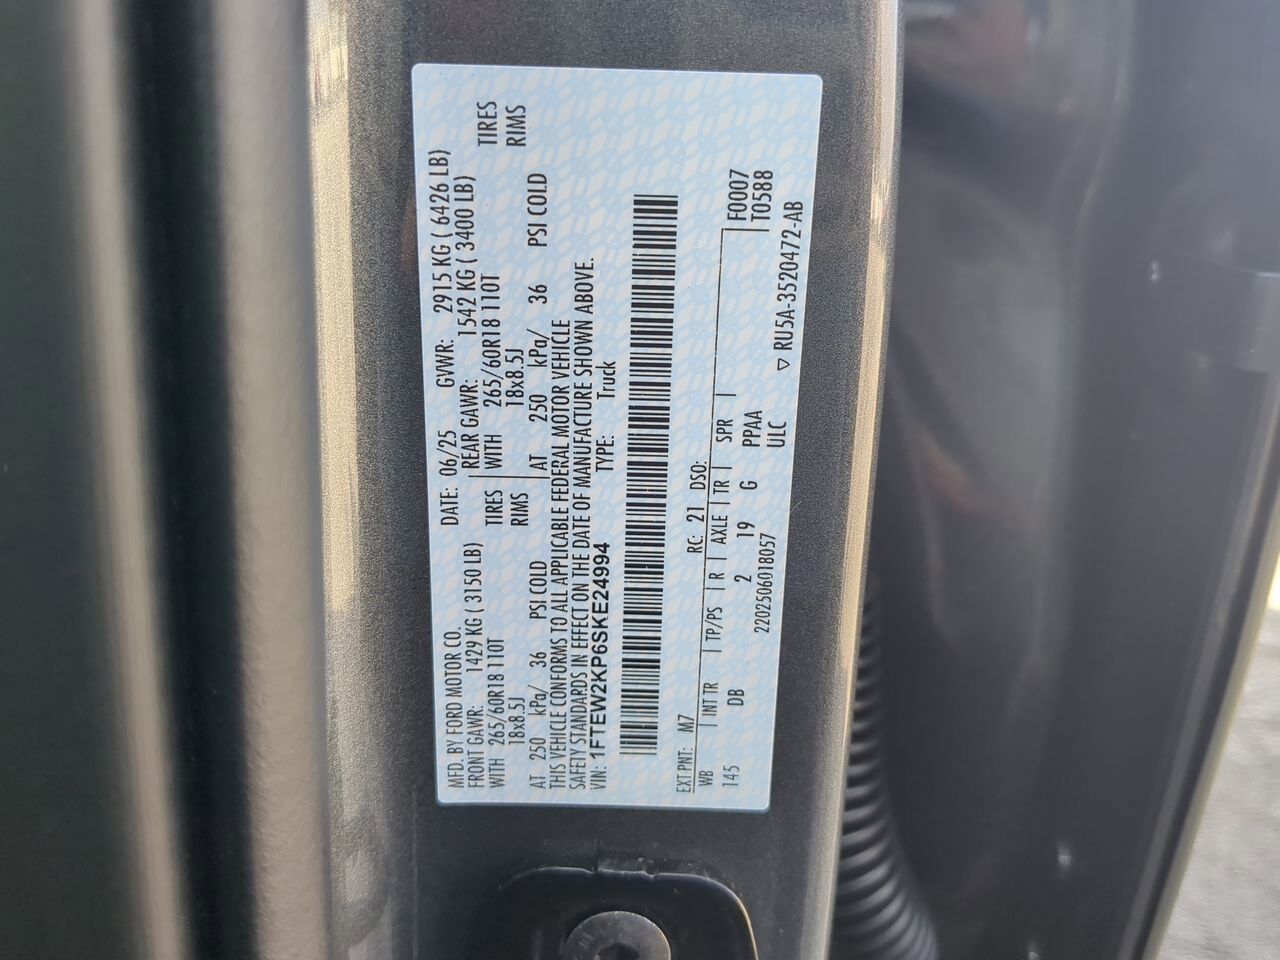 MFD. BY FORD MOTOR CO.
DATE: 06/25 GVWR: 2915 KG ( 6426 LB)
FRONT GAWR: 1429 KG ( 3150 LB)
REAR GAWR: 1542 KG ( 3400 LB)
WITH 265/60R18 110T TIRES
WITH 265/60R18 110T TIRES
18x8.5J RIMS
18x8.5J RIMS
AT 250 kPa/ 36 PSI COLD
AT 250 kPa/ 36 PSI COLD
THIS VEHICLE CONFORMS TO ALL APPLICABLE FEDERAL MOTOR VEHICLE
SAFETY STANDARDS IN EFFECT ON THE DATE OF MANUFACTURE SHOWN ABOVE.
VIN: 1FTEW2KP6SKE24994 TYPE: Truck
EXT PNT: M7 RC: 21 DSO:
WB INT TR TP/PS R AXLE TR SPR F0007
145 DB 2 19 G PPAA T0588
2202506018057 ULC ▽ RU5A-3520472-AB